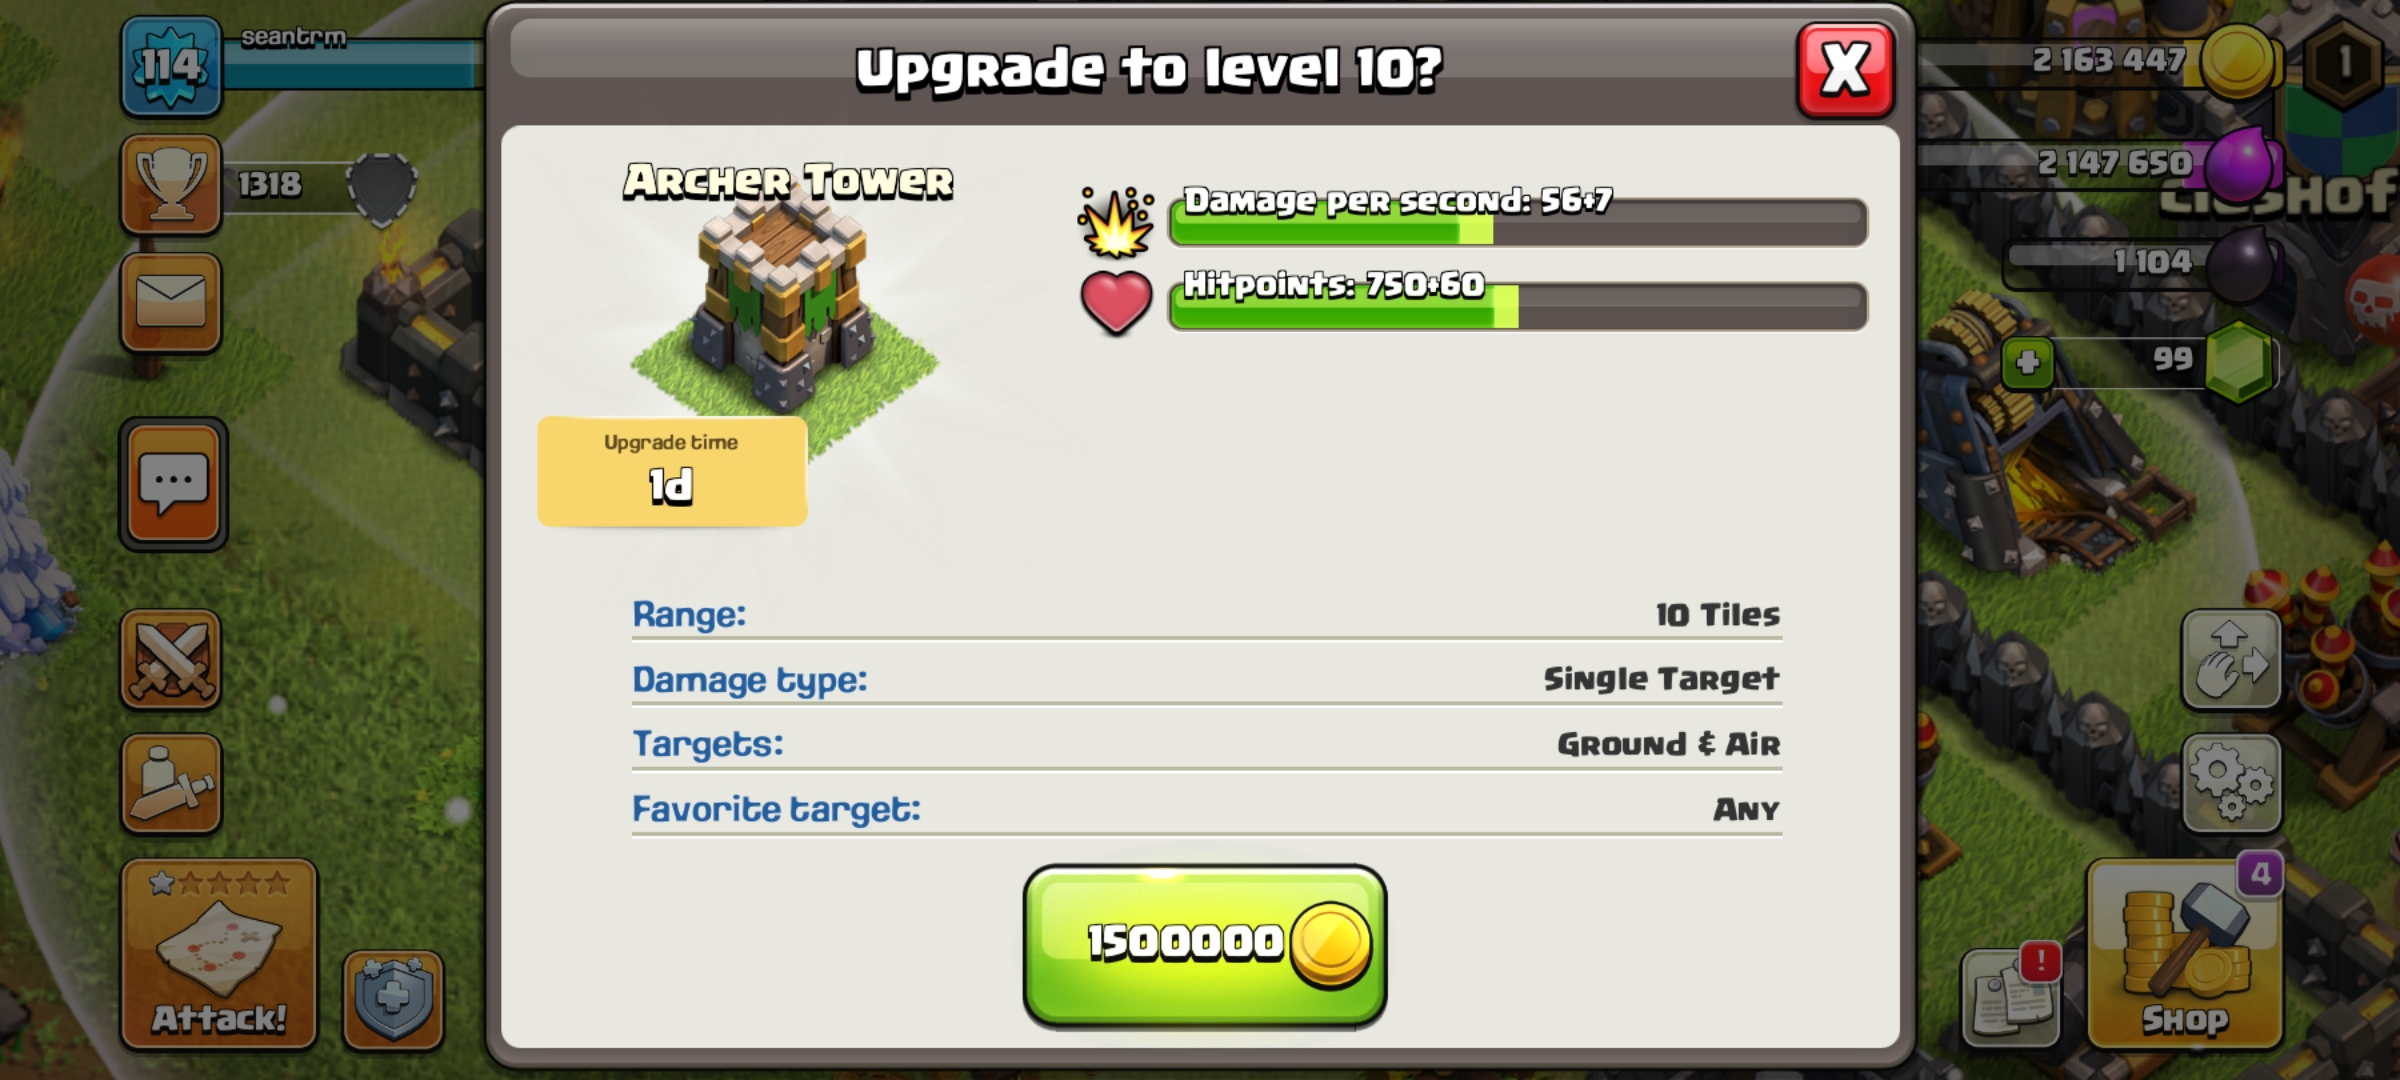 114
seantrm
Upgrade to level 10?
X
2 163 447
1
1318
Archer Tower
Damage per second: 56+7
2 147 650
Hitpoints: 750+60
1 104
99
Upgrade time
1d
Range: 10 Tiles
Damage type: Single Target
Targets: Ground & Air
Favorite target: Any
1500000
4
!
Attack!
Shop